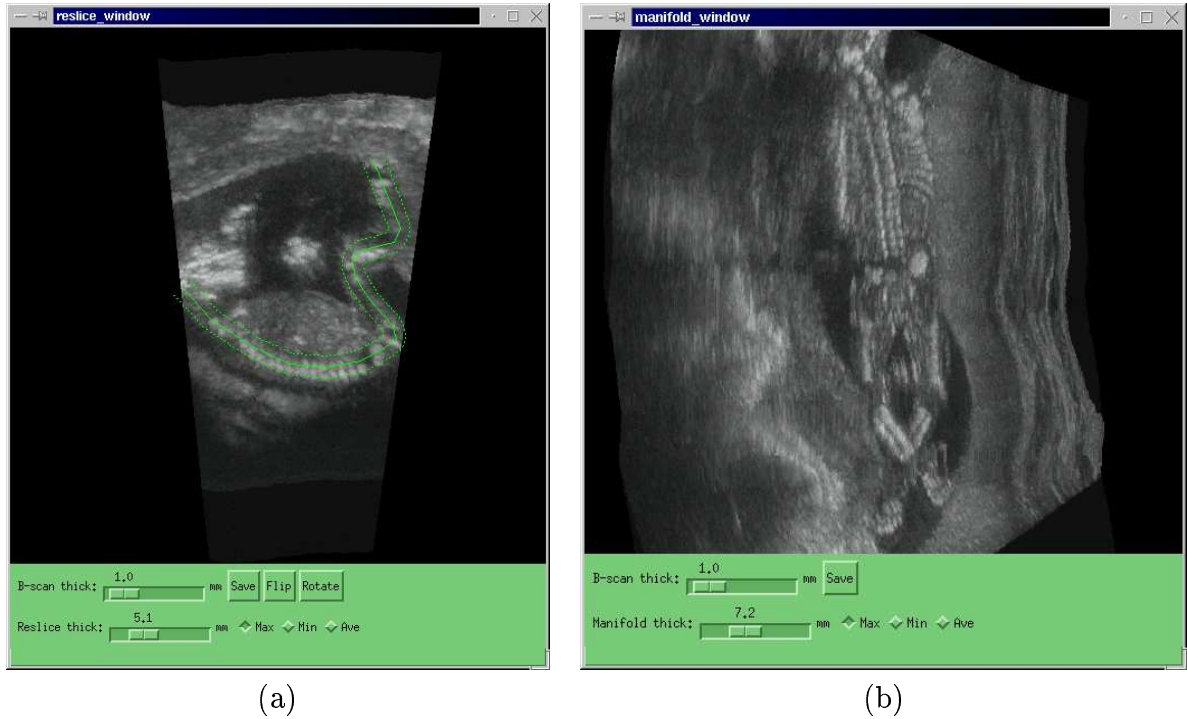 reslice_window
1.0
B-scan thick: mm Save Flip Rotate
5.1
Reslice thick: mm Max Min Ave
(a)
manifold_window
1.0
B-scan thick: mm Save
7.2
Manifold thick: mm Max Min Ave
(b)